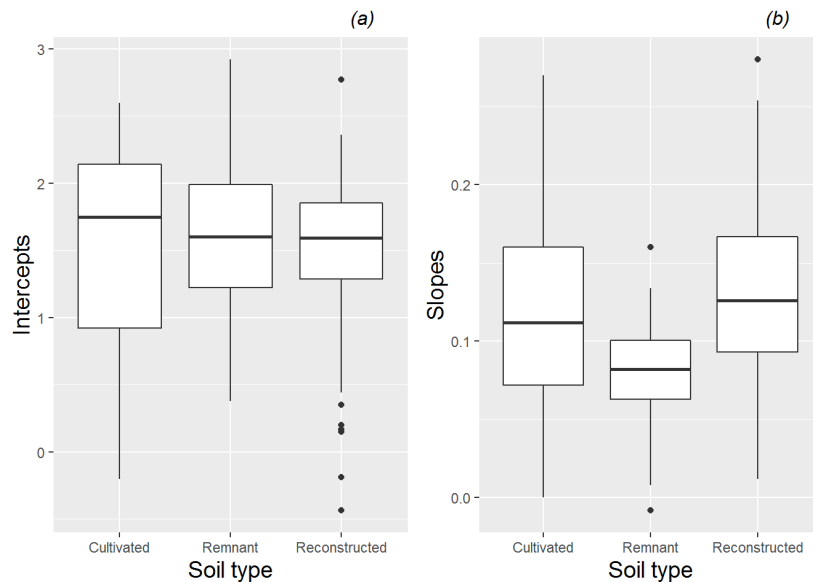 (a)
Intercepts
3
2
1
0
Cultivated Remnant Reconstructed
Soil type
(b)
Slopes
0.2
0.1
0.0
Cultivated Remnant Reconstructed
Soil type